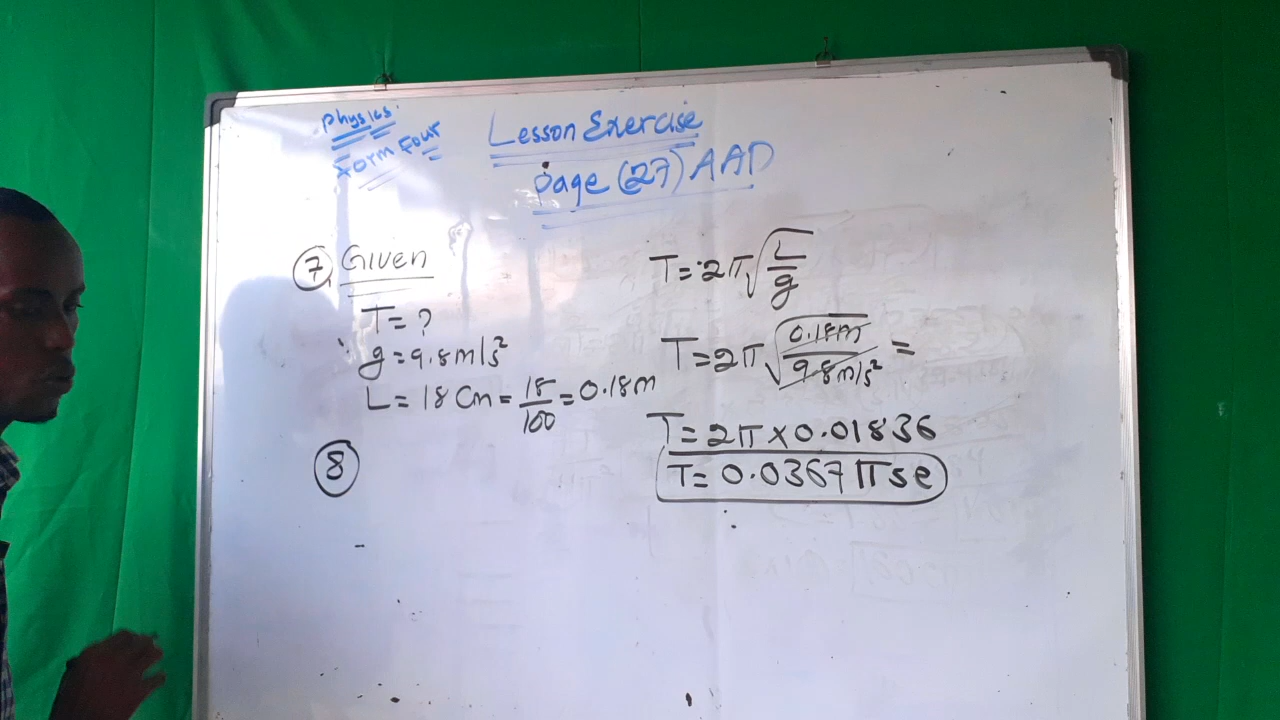 Physics
Form Four
Lesson Exercise
page (27) AAD
7 Given
T = ?
g = 9.8m/s²
L = 18 Cm = 18/100 = 0.18m
8
T = 2π√L/g
T = 2π√0.18m/9.8m/s² =
T = 2π × 0.01836
T = 0.0367 π se